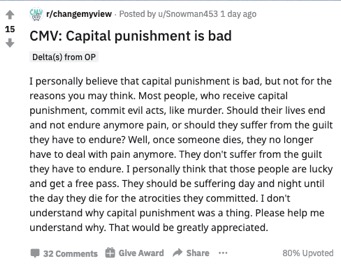 r/changemyview · Posted by u/Snowman453 1 day ago
15
CMV: Capital punishment is bad
Delta(s) from OP
I personally believe that capital punishment is bad, but not for the
reasons you may think. Most people, who receive capital
punishment, commit evil acts, like murder. Should their lives end
and not endure anymore pain, or should they suffer from the guilt
they have to endure? Well, once someone dies, they no longer
have to deal with pain anymore. They don't suffer from the guilt
they have to endure. I personally think that those people are lucky
and get a free pass. They should be suffering day and night until
the day they die for the atrocities they committed. I don't
understand why capital punishment was a thing. Please help me
understand why. That would be greatly appreciated.
32 Comments Give Award Share ... 80% Upvoted